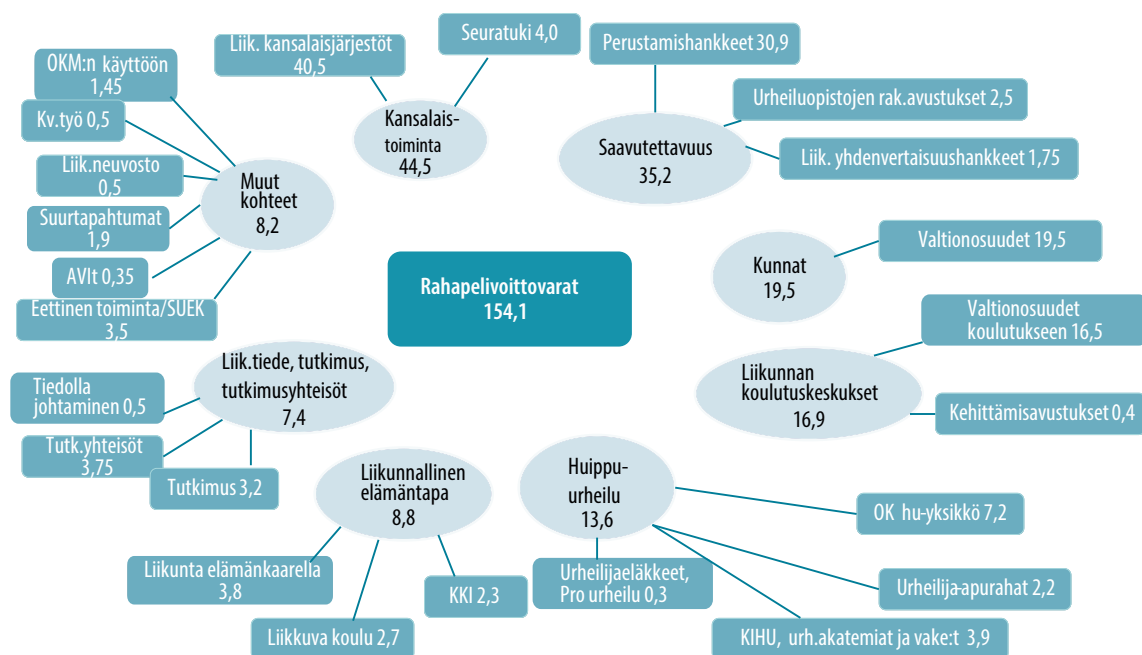 Liik. kansalaisjärjestöt
40,5
Seuratuki 4,0
Kansalais-
toiminta
44,5
Perustamishankkeet 30,9
Urheiluopistojen rak.avustukset 2,5
Liik. yhdenvertaisuushankkeet 1,75
Saavutettavuus
35,2
OKM:n käyttöön
1,45
Kv.työ 0,5
Liik.neuvosto
0,5
Suurtapahtumat
1,9
AVIt 0,35
Eettinen toiminta/SUEK
3,5
Muut
kohteet
8,2
Rahapelivoittovarat
154,1
Kunnat
19,5
Valtionosuudet 19,5
Valtionosuudet
koulutukseen 16,5
Liikunnan
koulutuskeskukset
16,9
Kehittämisavustukset 0,4
Liik.tiede, tutkimus,
tutkimusyhteisöt
7,4
Tiedolla
johtaminen 0,5
Tutk.yhteisöt
3,75
Tutkimus 3,2
Liikunnallinen
elämäntapa
8,8
Liikunta elämänkaarella
3,8
Liikkuva koulu 2,7
KKI 2,3
Huippu-
urheilu
13,6
Urheilijaeläkkeet,
Pro urheilu 0,3
OK hu-yksikkö 7,2
Urheilija-apurahat 2,2
KIHU, urh.akatemiat ja vake:t 3,9